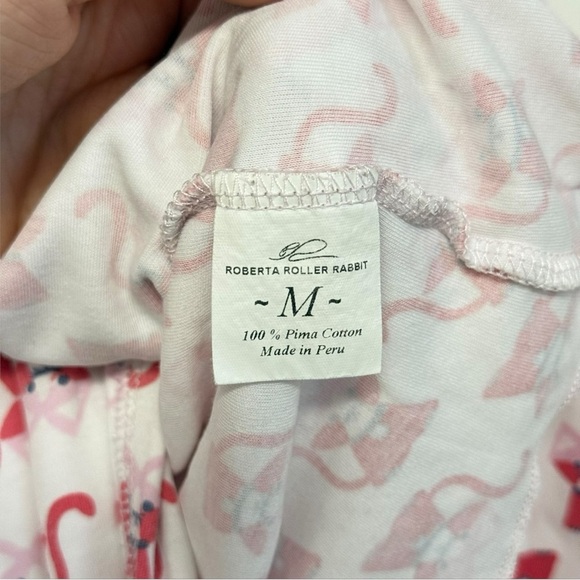 ROBERTA ROLLER RABBIT
~ M ~
100 % Pima Cotton
Made in Peru